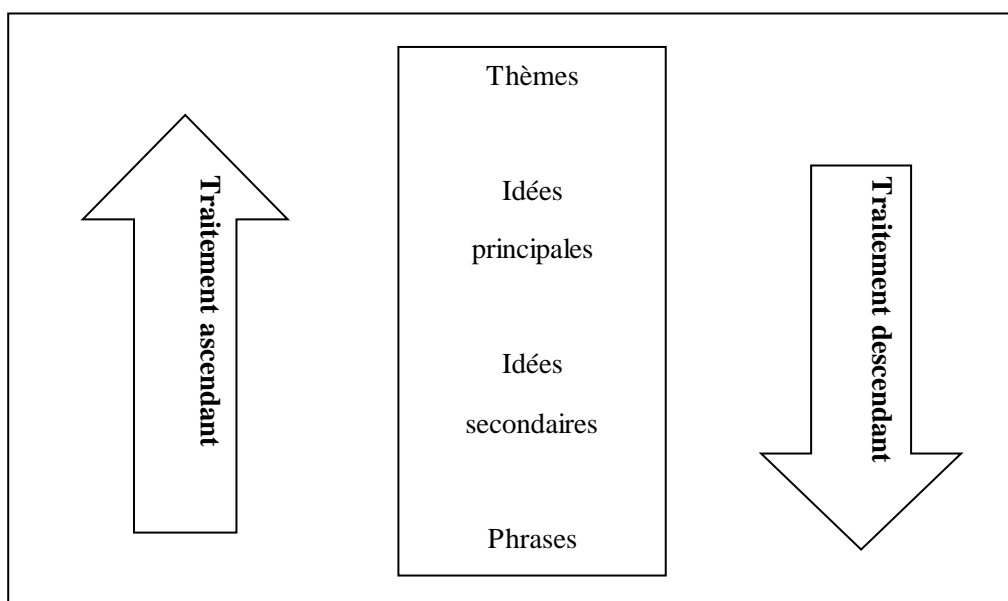 Traitement ascendant
Thèmes
Idées
principales
Idées
secondaires
Phrases
Traitement descendant